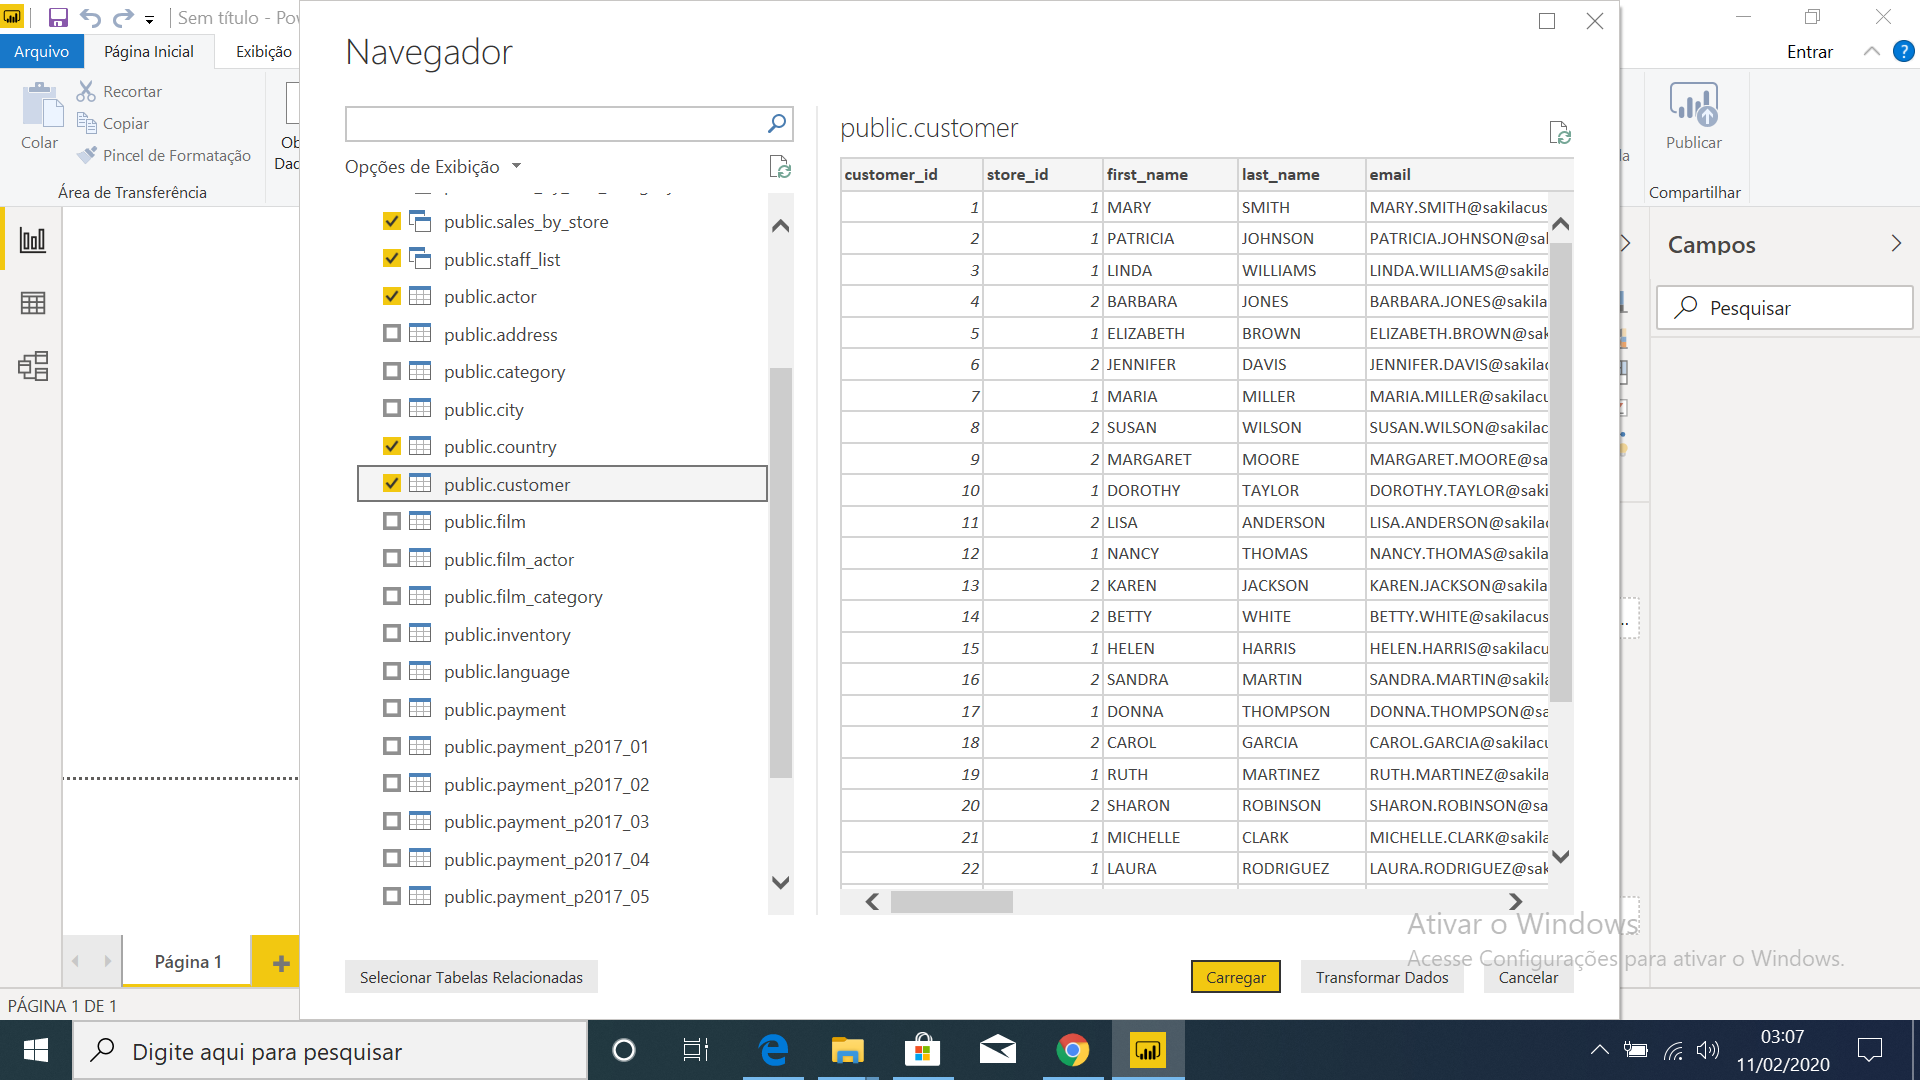 Sem título - Pov
Arquivo
Página Inicial
Exibição
Entrar
Recortar
Copiar
Pincel de Formatação
Colar
Ob
Dad
Área de Transferência
Publicar
Compartilhar
Navegador
Opções de Exibição
public.sales_by_store
public.staff_list
public.actor
public.address
public.category
public.city
public.country
public.customer
public.film
public.film_actor
public.film_category
public.inventory
public.language
public.payment
public.payment_p2017_01
public.payment_p2017_02
public.payment_p2017_03
public.payment_p2017_04
public.payment_p2017_05
public.customer
customer_id store_id first_name last_name email
1 1 MARY SMITH MARY.SMITH@sakilacus
2 1 PATRICIA JOHNSON PATRICIA.JOHNSON@sal
3 1 LINDA WILLIAMS LINDA.WILLIAMS@sakila
4 2 BARBARA JONES BARBARA.JONES@sakila
5 1 ELIZABETH BROWN ELIZABETH.BROWN@sak
6 2 JENNIFER DAVIS JENNIFER.DAVIS@sakilac
7 1 MARIA MILLER MARIA.MILLER@sakilacu
8 2 SUSAN WILSON SUSAN.WILSON@sakilac
9 2 MARGARET MOORE MARGARET.MOORE@sa
10 1 DOROTHY TAYLOR DOROTHY.TAYLOR@saki
11 2 LISA ANDERSON LISA.ANDERSON@sakilac
12 1 NANCY THOMAS NANCY.THOMAS@sakila
13 2 KAREN JACKSON KAREN.JACKSON@sakila
14 2 BETTY WHITE BETTY.WHITE@sakilacus
15 1 HELEN HARRIS HELEN.HARRIS@sakilacu
16 2 SANDRA MARTIN SANDRA.MARTIN@sakila
17 1 DONNA THOMPSON DONNA.THOMPSON@sa
18 2 CAROL GARCIA CAROL.GARCIA@sakilacu
19 1 RUTH MARTINEZ RUTH.MARTINEZ@sakila
20 2 SHARON ROBINSON SHARON.ROBINSON@sa
21 1 MICHELLE CLARK MICHELLE.CLARK@sakila
22 1 LAURA RODRIGUEZ LAURA.RODRIGUEZ@sak
Campos
Pesquisar
Ativar o Windows
Acesse Configurações para ativar o Windows.
Selecionar Tabelas Relacionadas
Carregar
Transformar Dados
Cancelar
Página 1
PÁGINA 1 DE 1
Digite aqui para pesquisar
03:07
11/02/2020